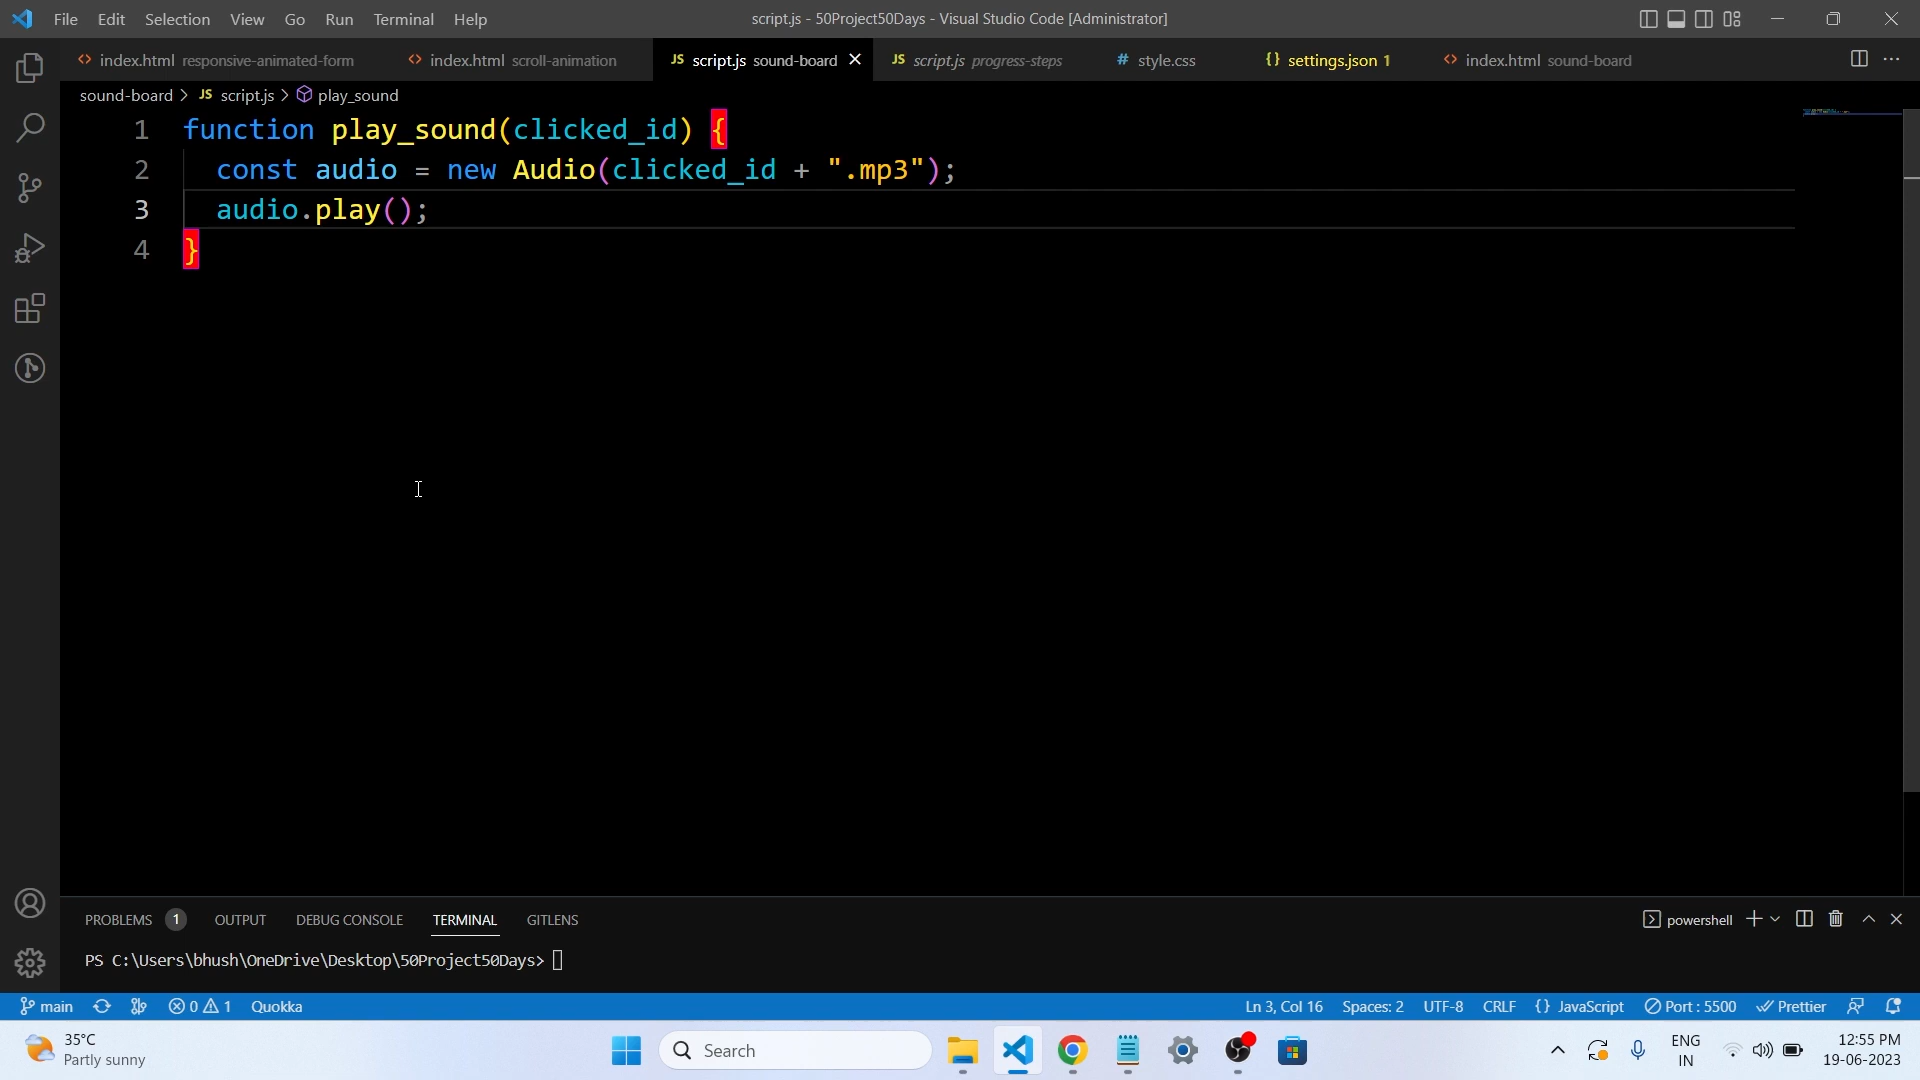 File Edit Selection View Go Run Terminal Help
script.js - 50Project50Days - Visual Studio Code [Administrator]
<> index.html responsive-animated-form <> index.html scroll-animation JS script.js sound-board JS script.js progress-steps # style.css {} settings.json 1 <> index.html sound-board
sound-board > JS script.js > play_sound
1 function play_sound(clicked_id) {
2 const audio = new Audio(clicked_id + ".mp3");
3 audio.play();
4 }
PROBLEMS 1 OUTPUT DEBUG CONSOLE TERMINAL GITLENS
powershell
PS C:\Users\bhush\OneDrive\Desktop\50Project50Days>
main 0 1 Quokka Ln 3, Col 16 Spaces: 2 UTF-8 CRLF {} JavaScript Port : 5500 Prettier
35°C
Partly sunny
Search
ENG
IN
12:55 PM
19-06-2023